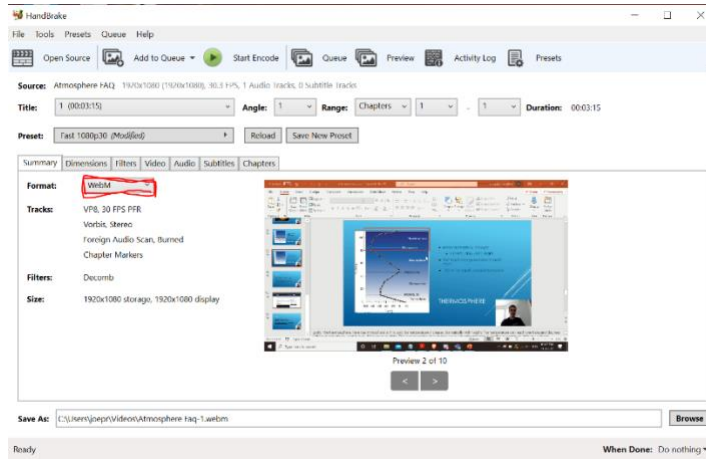 HandBrake
File Tools Presets Queue Help
Open Source Add to Queue Start Encode Queue Preview Activity Log Presets
Source: Atmosphere FAQ 1920x1080 (1920x1080), 30.3 FPS, 1 Audio Tracks, 0 Subtitle Tracks
Title: 1 (00:03:15) Angle: 1 Range: Chapters 1 - 1 Duration: 00:03:15
Preset: Fast 1080p30 (Modified) Reload Save New Preset
Summary Dimensions Filters Video Audio Subtitles Chapters
Format: WebM
Tracks: VP8, 30 FPS PFR
Vorbis, Stereo
Foreign Audio Scan, Burned
Chapter Markers
Filters: Decomb
Size: 1920x1080 storage, 1920x1080 display
THERMOSPHERE
Preview 2 of 10
< >
Save As: C:\Users\joepr\Videos\Atmosphere Faq-1.webm Browse
Ready When Done: Do nothing